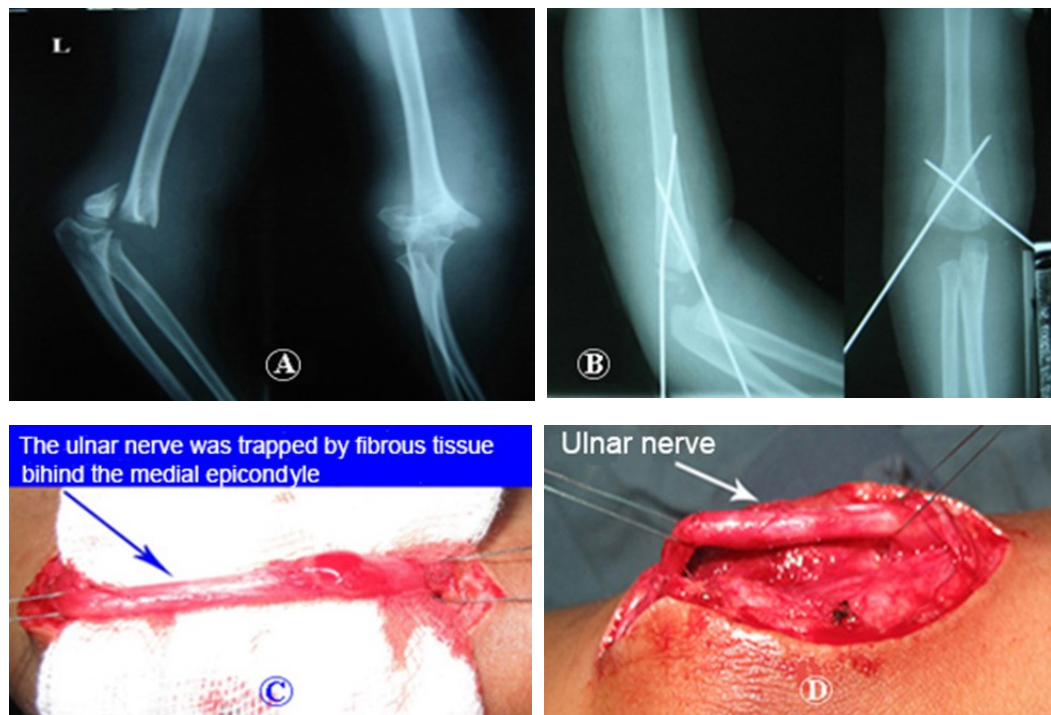 L
A
B
The ulnar nerve was trapped by fibrous tissue
bihind the medial epicondyle
C
Ulnar nerve
D